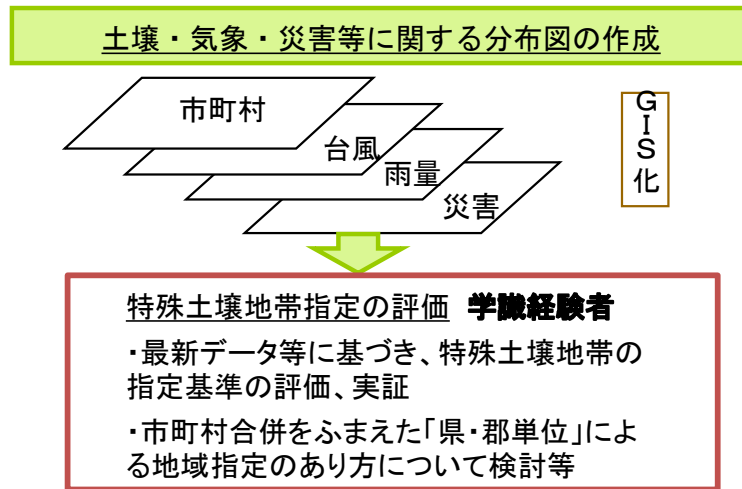 土壌・気象・災害等に関する分布図の作成
市町村
台風
雨量
災害
GIS化
特殊土壌地帯指定の評価 学識経験者
・最新データ等に基づき、特殊土壌地帯の
指定基準の評価、実証
・市町村合併をふまえた「県・郡単位」によ
る地域指定のあり方について検討等